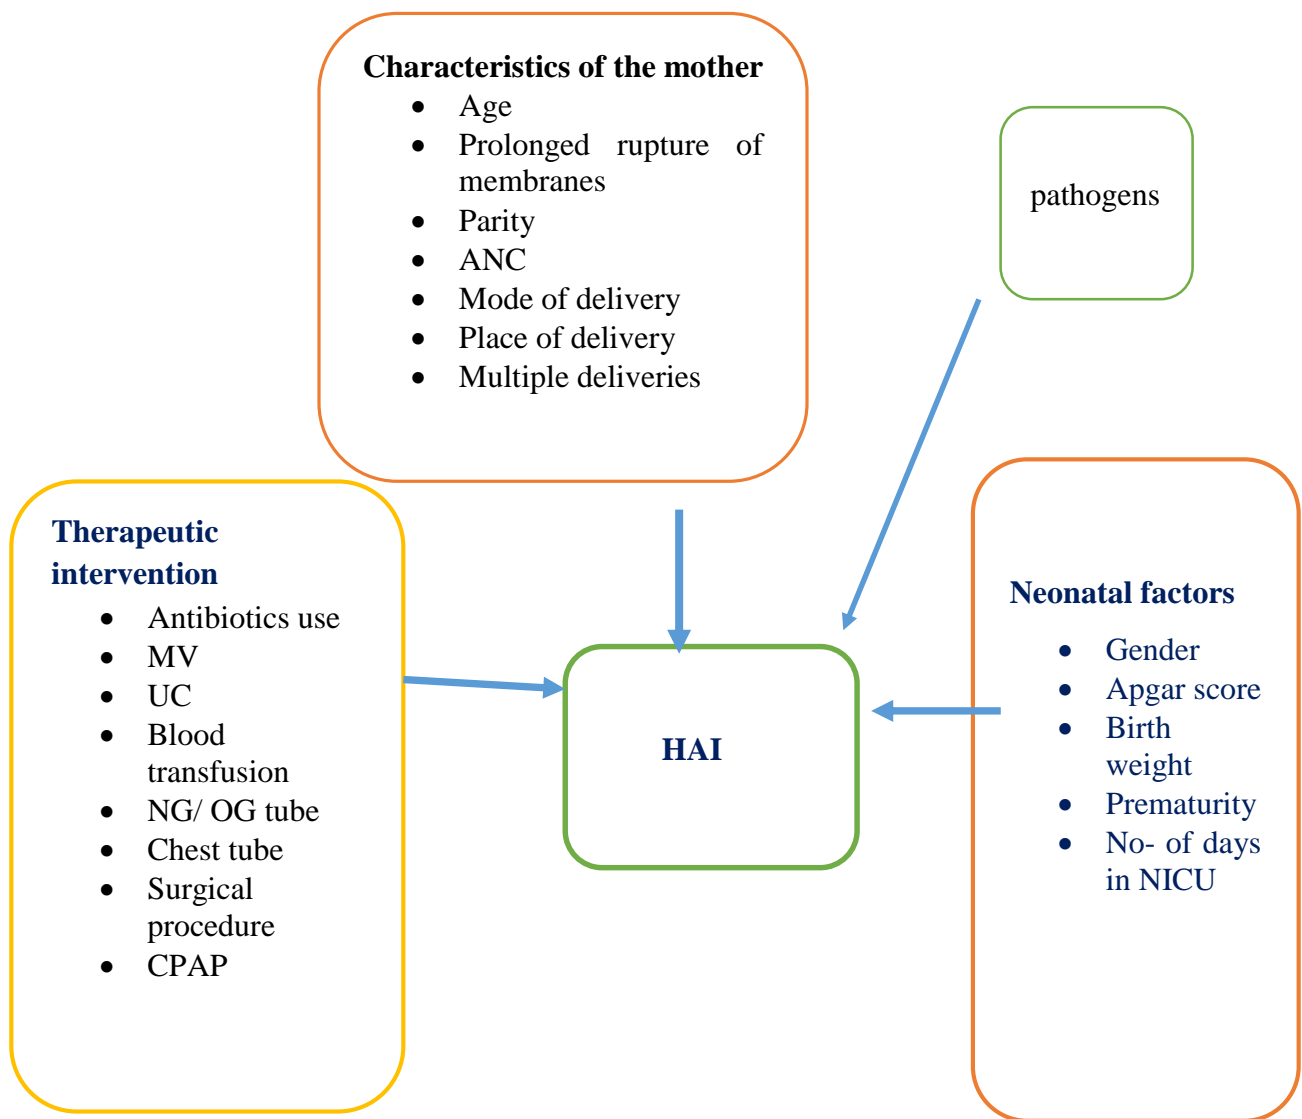 Characteristics of the mother
• Age
• Prolonged rupture of
membranes
• Parity
• ANC
• Mode of delivery
• Place of delivery
• Multiple deliveries
pathogens
Therapeutic
intervention
• Antibiotics use
• MV
• UC
• Blood
transfusion
• NG/ OG tube
• Chest tube
• Surgical
procedure
• CPAP
HAI
Neonatal factors
• Gender
• Apgar score
• Birth
weight
• Prematurity
• No- of days
in NICU